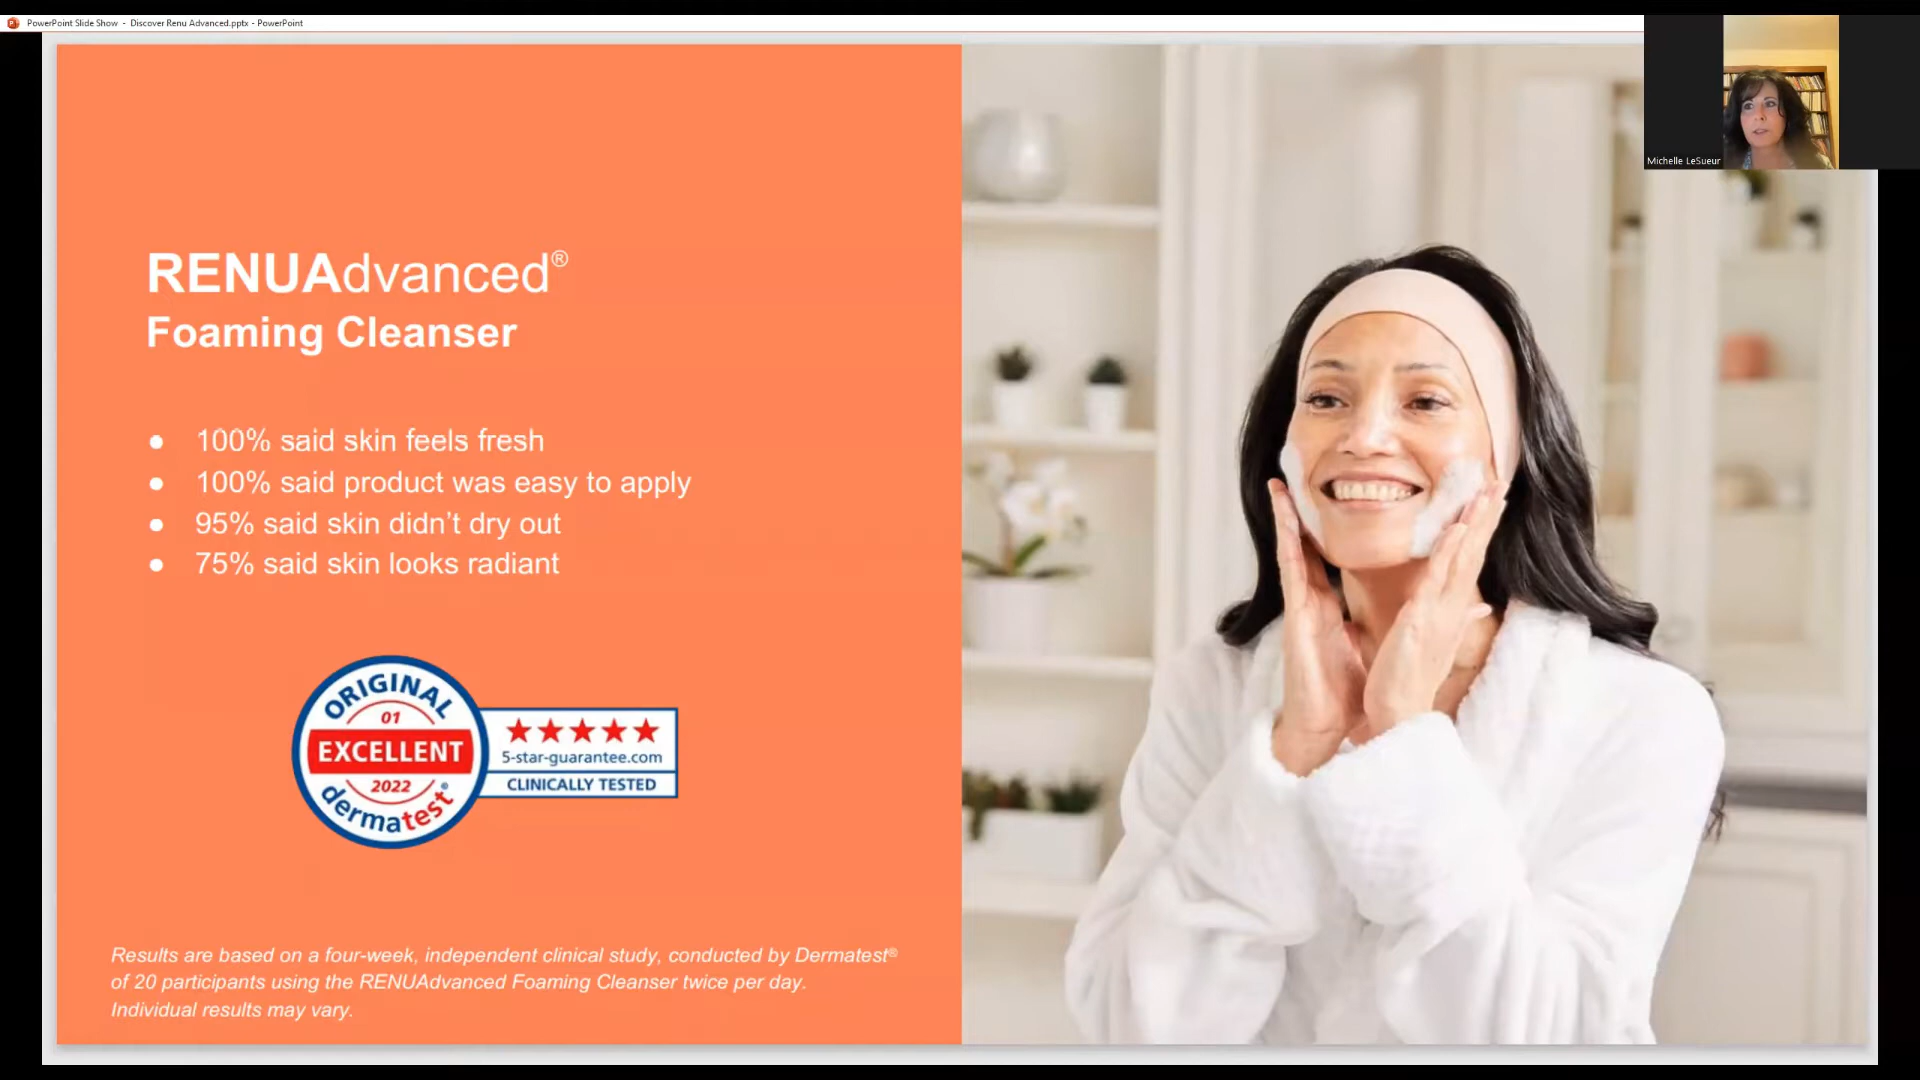 PowerPoint Slide Show - Discover Renu Advanced.pptx - PowerPoint
Michelle LeSueur
RENUAdvanced®
Foaming Cleanser
● 100% said skin feels fresh
● 100% said product was easy to apply
● 95% said skin didn’t dry out
● 75% said skin looks radiant
ORIGINAL
01
EXCELLENT
2022
dermatest®
5-star-guarantee.com
CLINICALLY TESTED
Results are based on a four-week, independent clinical study, conducted by Dermatest®
of 20 participants using the RENUAdvanced Foaming Cleanser twice per day.
Individual results may vary.